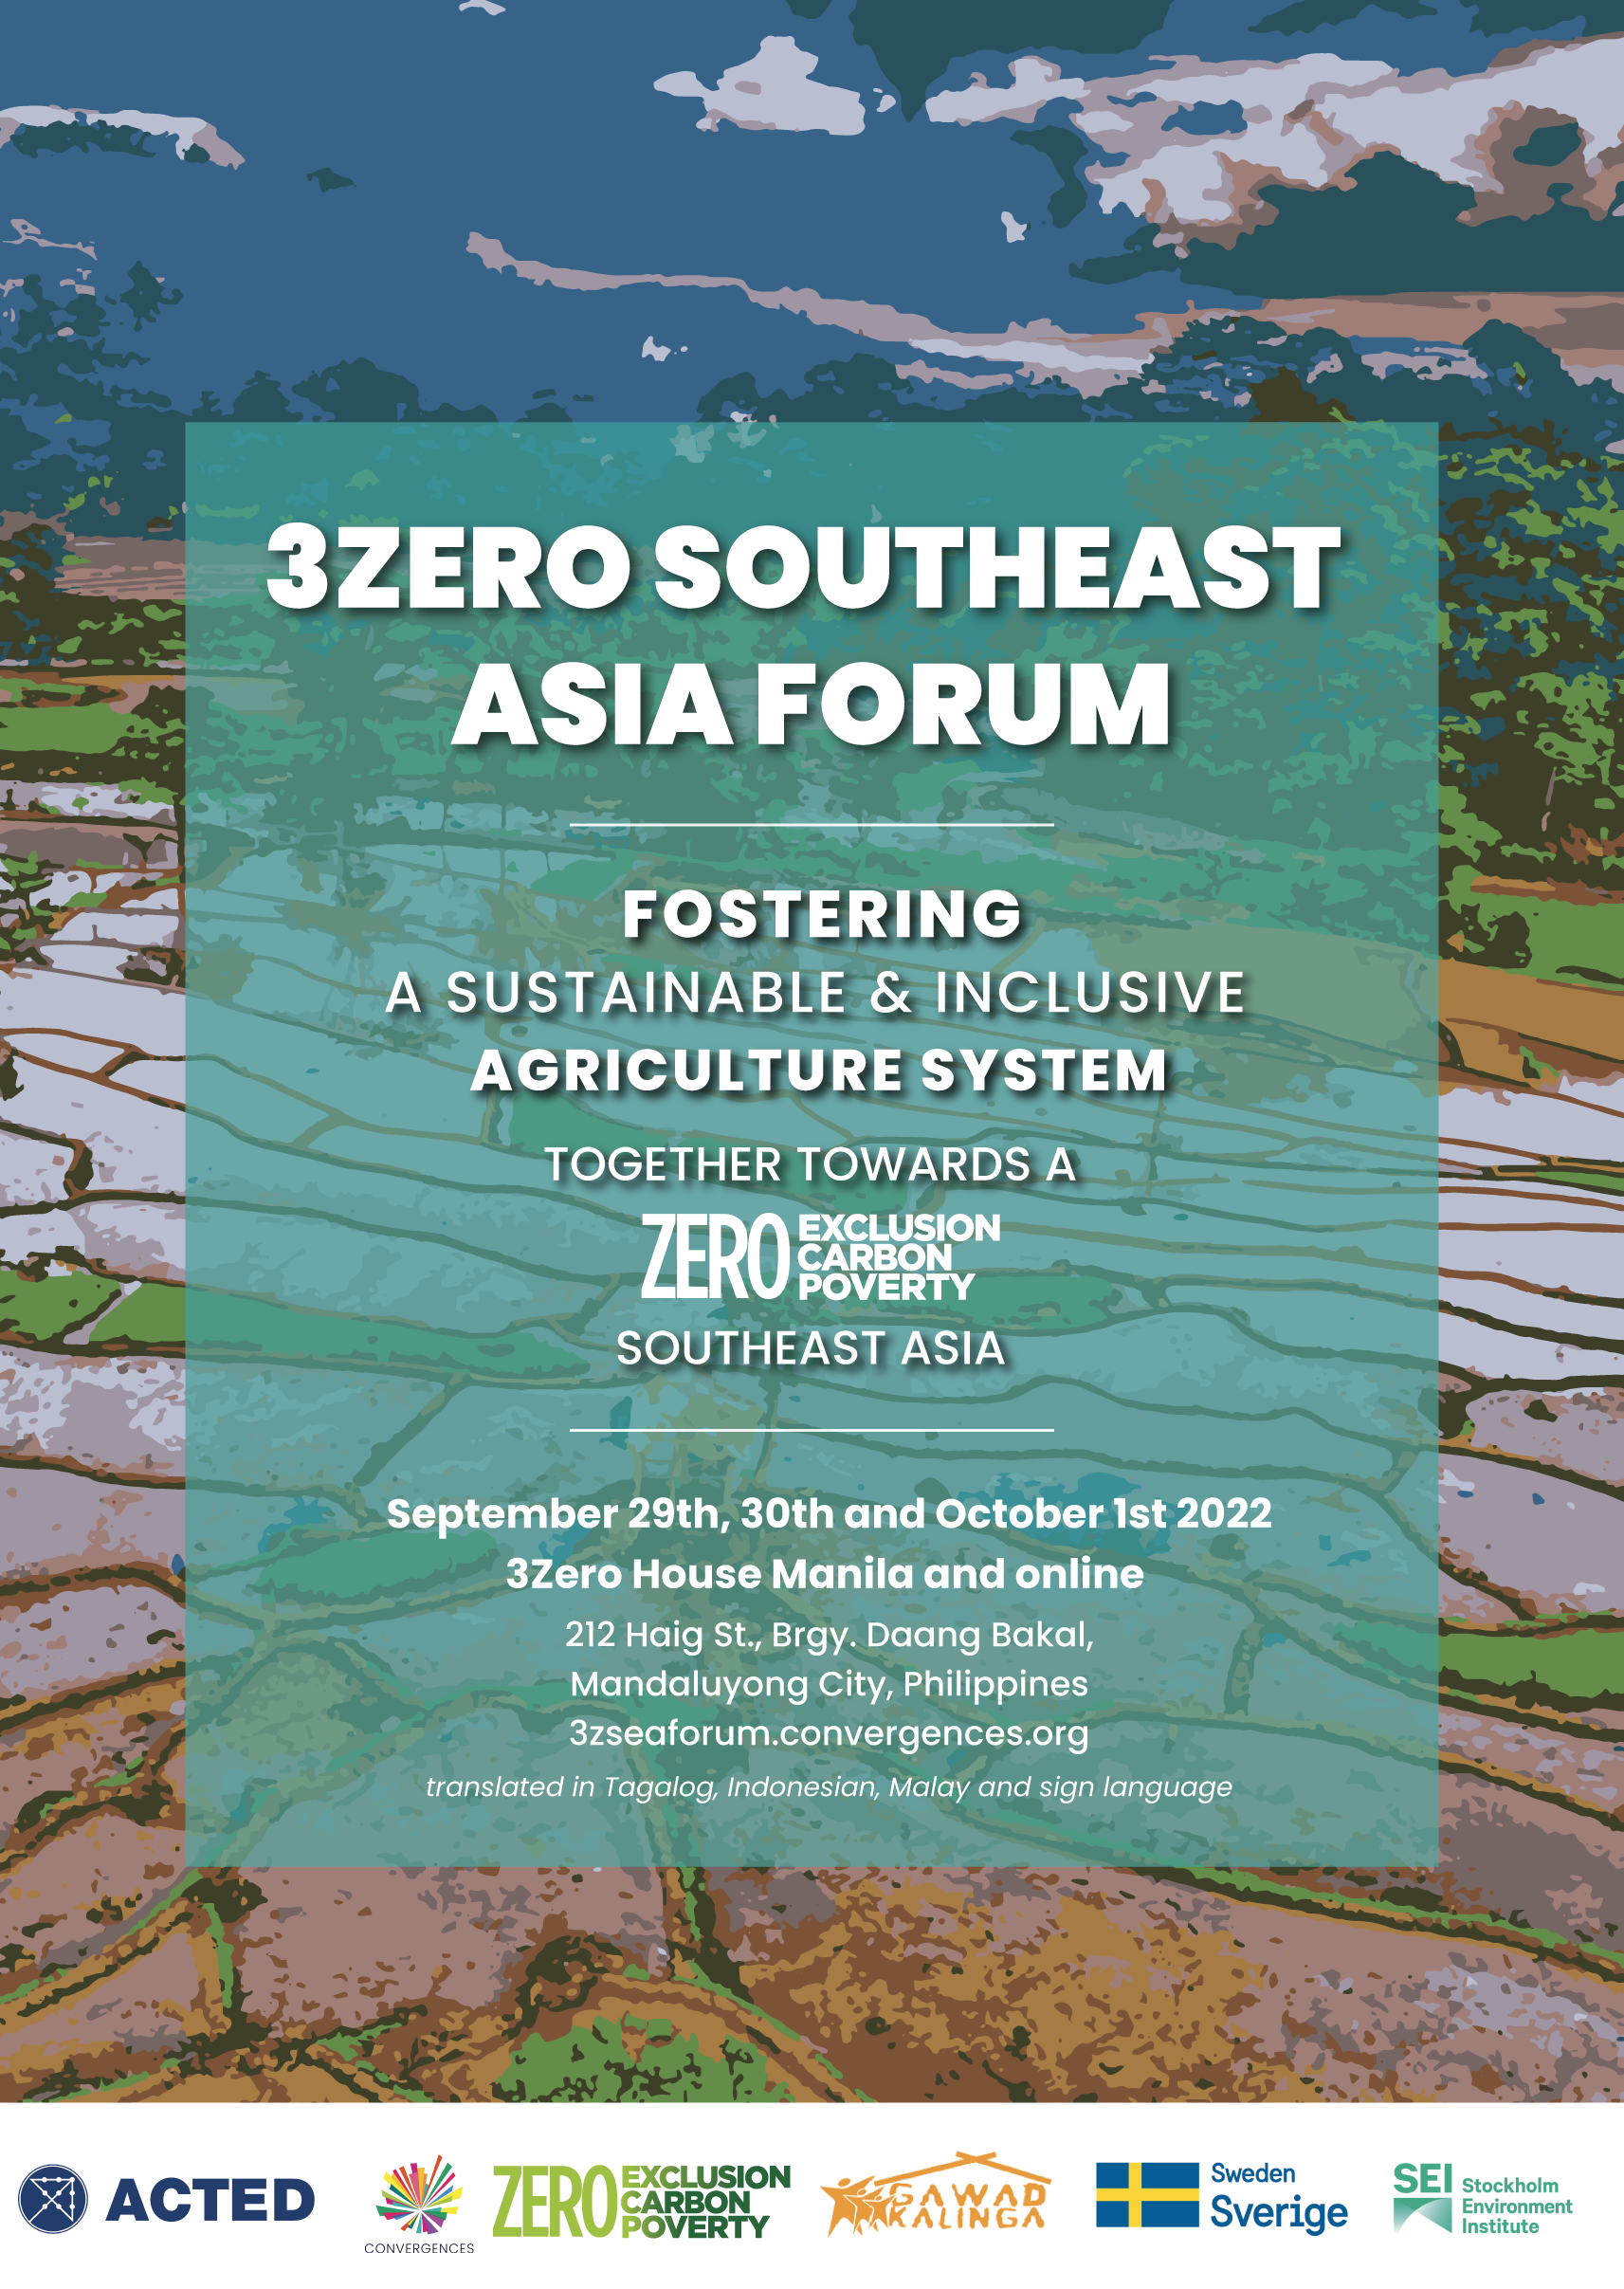 3ZERO SOUTHEAST
ASIA FORUM
FOSTERING
A SUSTAINABLE & INCLUSIVE
AGRICULTURE SYSTEM
TOGETHER TOWARDS A
ZERO EXCLUSION
CARBON
POVERTY
SOUTHEAST ASIA
September 29th, 30th and October 1st 2022
3Zero House Manila and online
212 Haig St., Brgy. Daang Bakal,
Mandaluyong City, Philippines
3zseaforum.convergences.org
translated in Tagalog, Indonesian, Malay and sign language
ACTED
CONVERGENCES
ZERO EXCLUSION
CARBON
POVERTY
GAWAD
KALINGA
Sweden
Sverige
SEI Stockholm
Environment
Institute